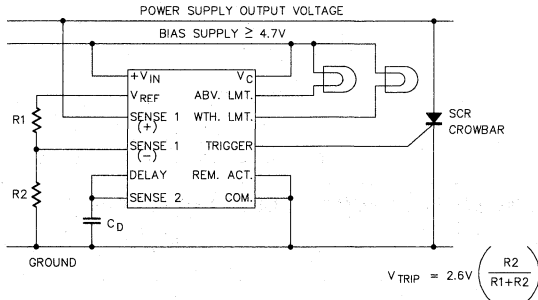 POWER SUPPLY OUTPUT VOLTAGE
BIAS SUPPLY ≥ 4.7V
+VIN
VREF
SENSE 1
(+)
SENSE 1
(−)
DELAY
SENSE 2
VC
ABV. LMT.
WTH. LMT.
TRIGGER
REM. ACT.
COM.
R1
R2
CD
SCR
CROWBAR
GROUND
VTRIP = 2.6V (R2 / R1+R2)